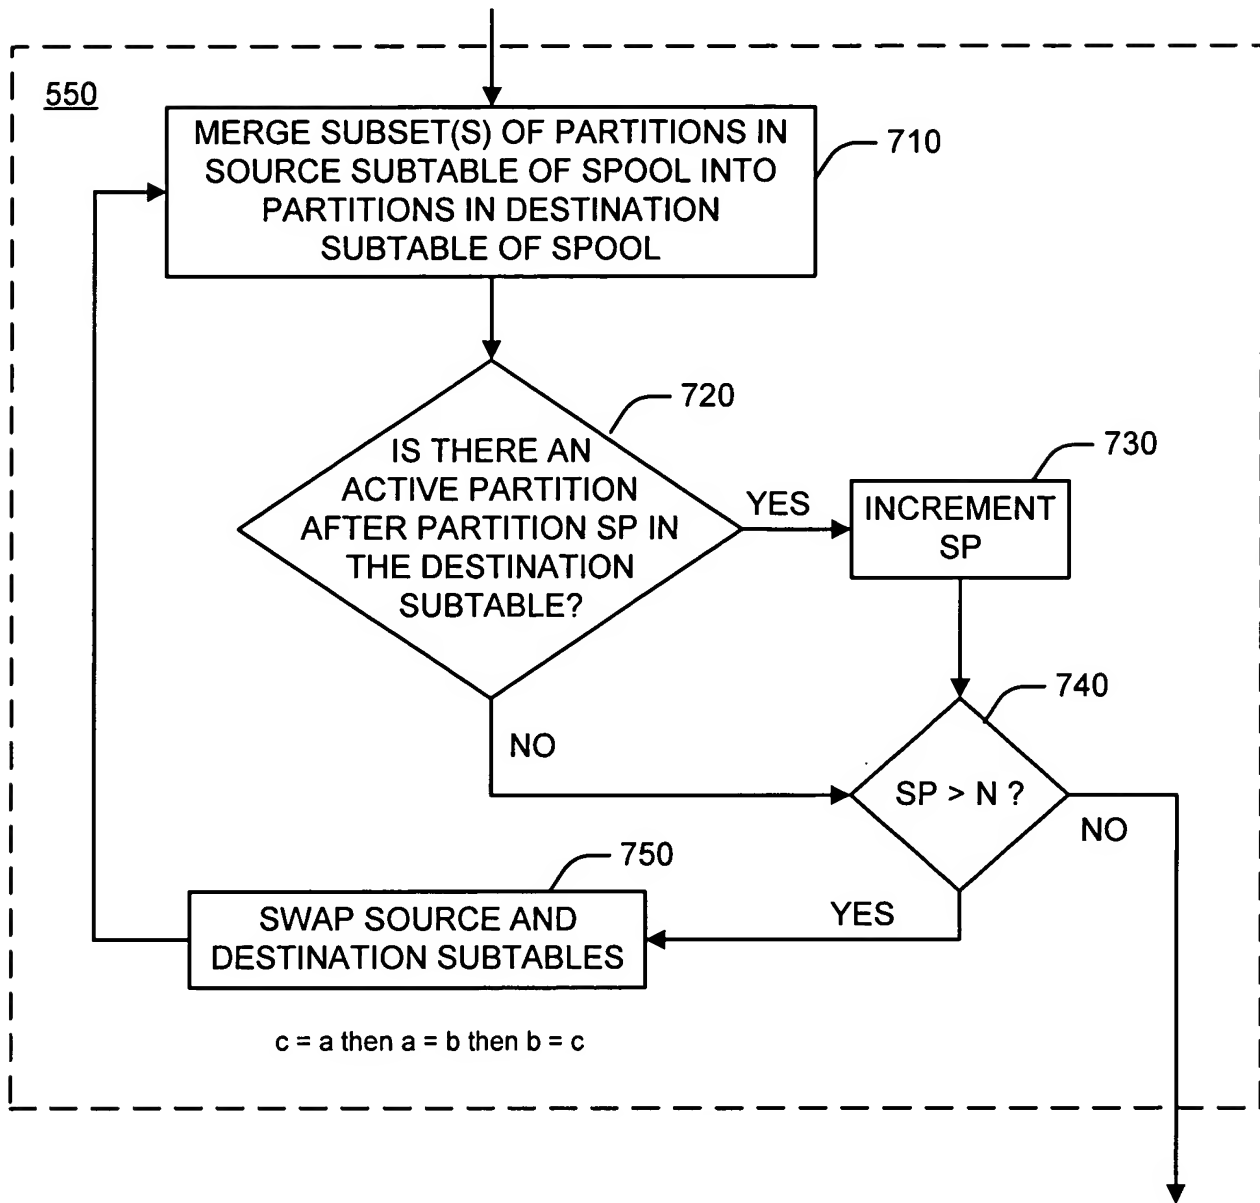 550
MERGE SUBSET(S) OF PARTITIONS IN
SOURCE SUBTABLE OF SPOOL INTO
PARTITIONS IN DESTINATION
SUBTABLE OF SPOOL
710
720
IS THERE AN
ACTIVE PARTITION
AFTER PARTITION SP IN
THE DESTINATION
SUBTABLE?
YES
730
INCREMENT
SP
NO
740
SP > N ?
NO
YES
750
SWAP SOURCE AND
DESTINATION SUBTABLES
c = a then a = b then b = c